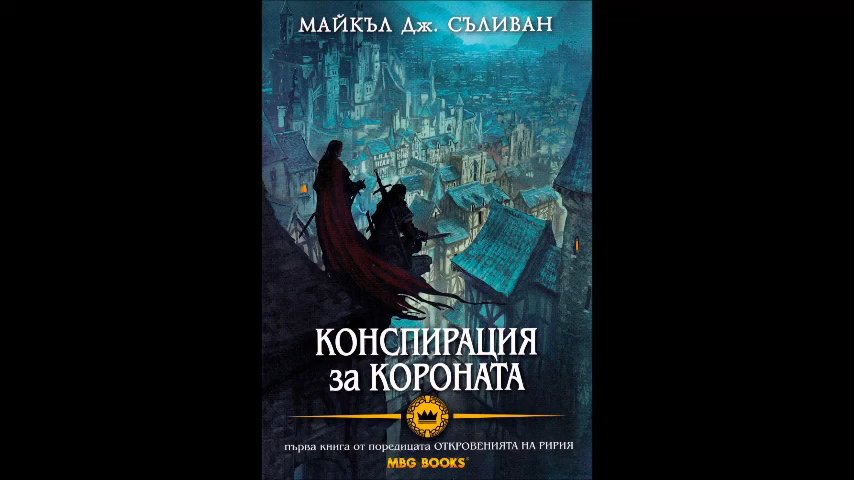 МАЙКЪЛ Дж. СЪЛИВАН
КОНСПИРАЦИЯ
за КОРОНАТА
първа книга от поредицата ОТКРОВЕНИЯТА НА РИРИЯ
MBG BOOKS